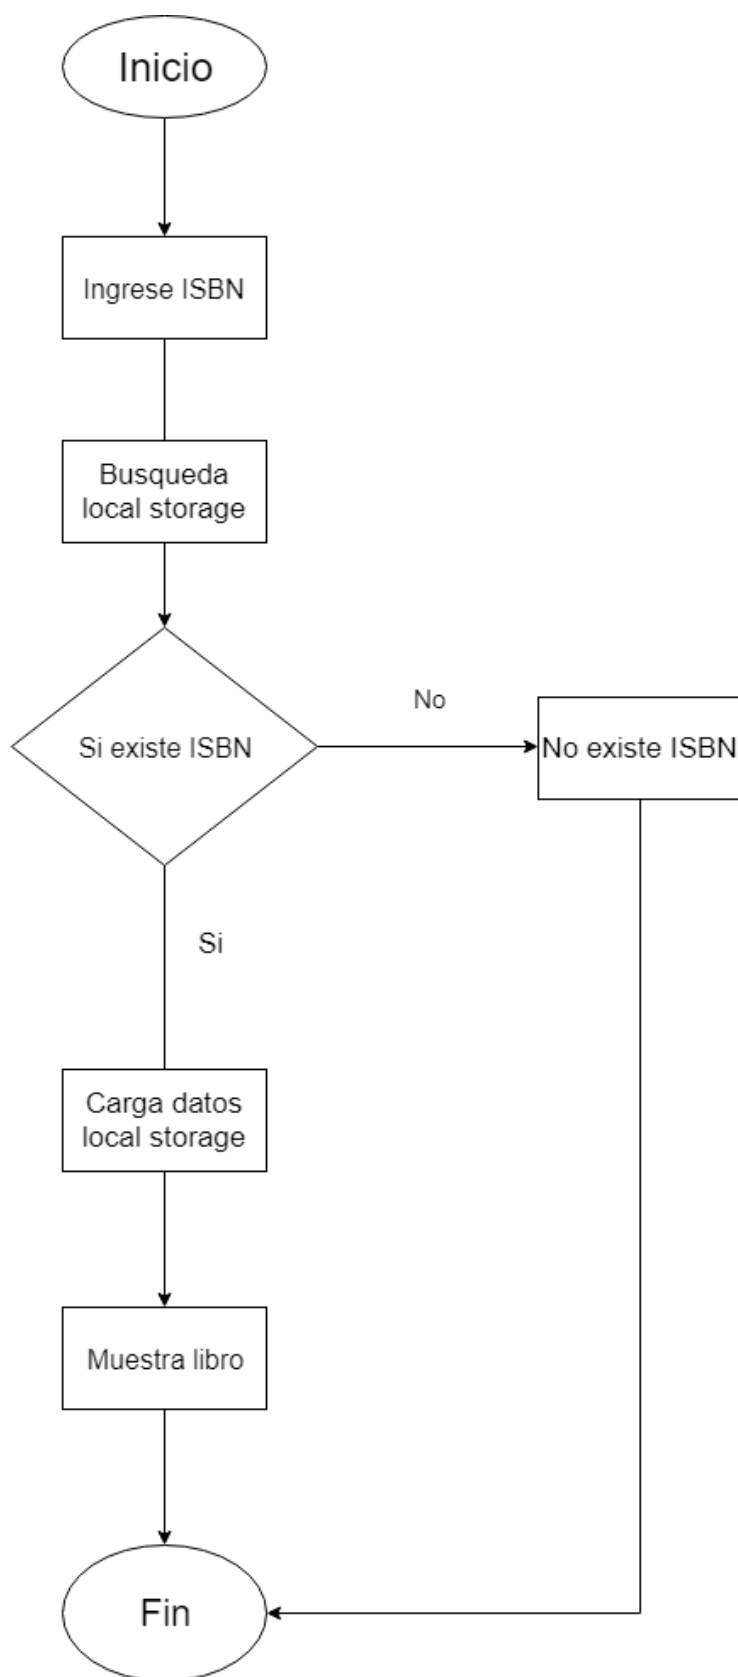 Inicio
Ingrese ISBN
Busqueda
local storage
Si existe ISBN
No
No existe ISBN
Si
Carga datos
local storage
Muestra libro
Fin